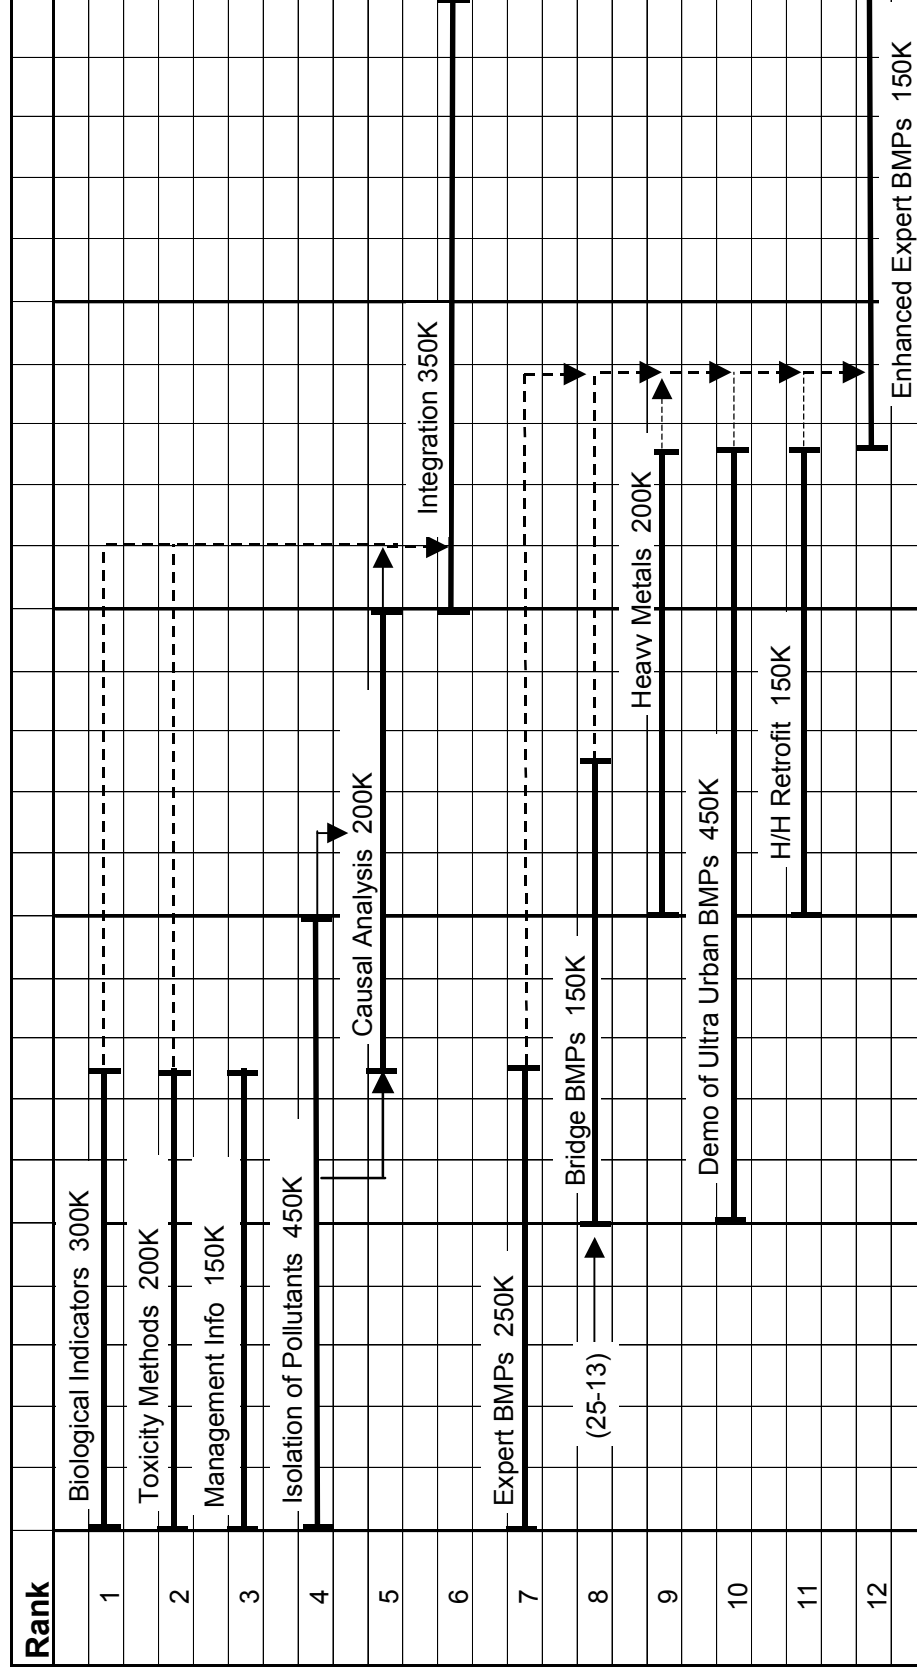 Rank
1
Biological Indicators 300K
2
Toxicity Methods 200K
3
Management Info 150K
4
Isolation of Pollutants 450K
5
Causal Analysis 200K
6
Integration 350K
7
Expert BMPs 250K
8
(25-13)
Bridge BMPs 150K
9
Heavy Metals 200K
10
Demo of Ultra Urban BMPs 450K
11
H/H Retrofit 150K
12
Enhanced Expert BMPs 150K